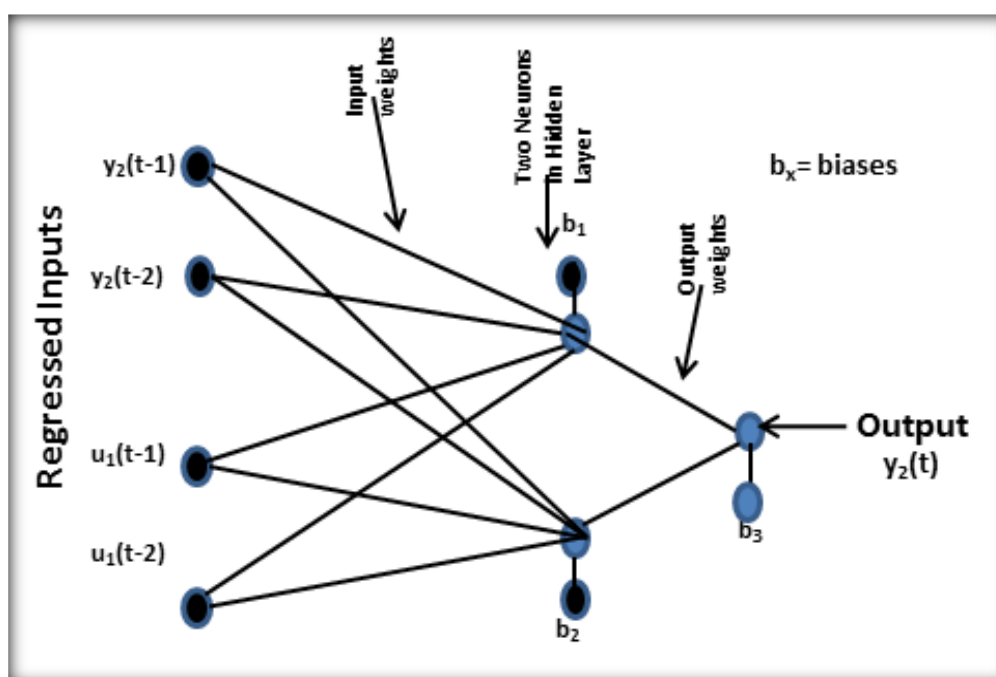 Input
weights
Two Neurons
In Hidden
Layer
y₂(t-1)
bₓ= biases
b₁
Regressed Inputs
y₂(t-2)
Output
weights
Output
y₂(t)
u₁(t-1)
b₃
u₁(t-2)
b₂